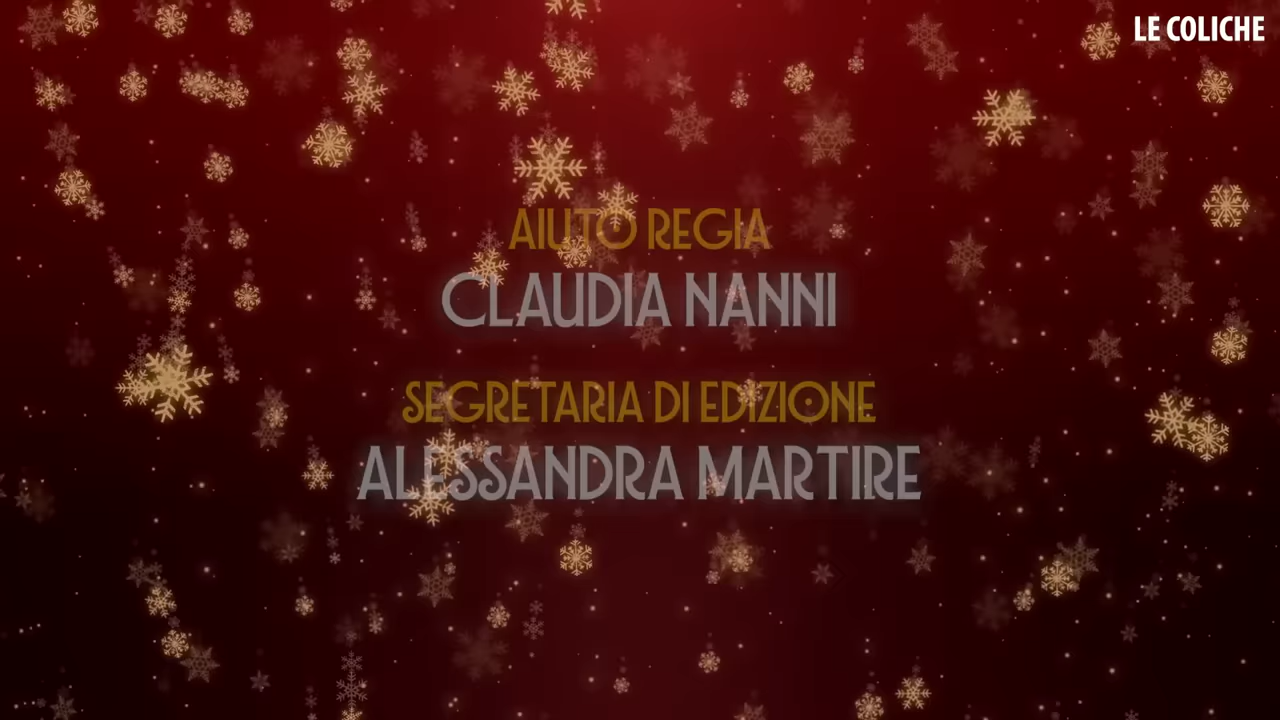 LE COLICHE
AIUTO REGIA
CLAUDIA NANNI
SEGRETARIA DI EDIZIONE
ALESSANDRA MARTIRE